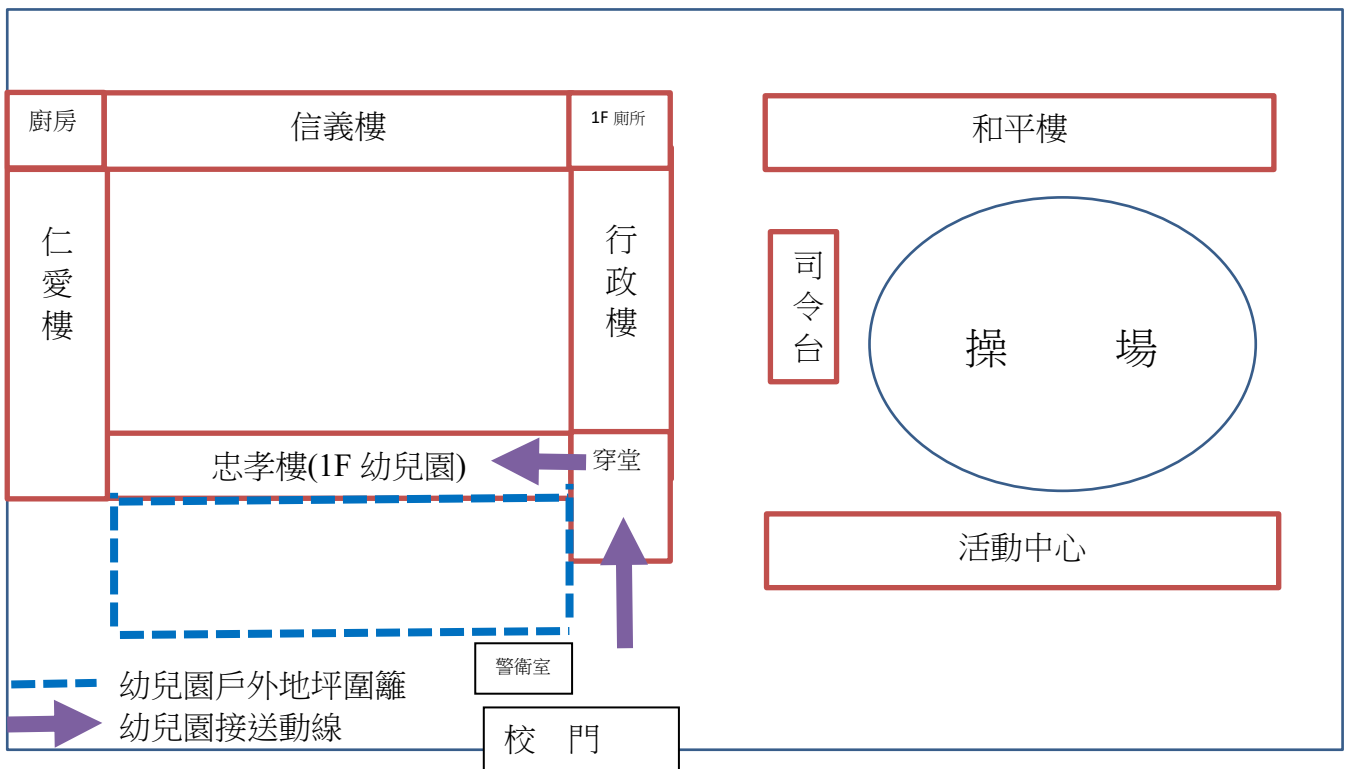 廚房
信義樓
1F 廁所
和平樓
仁愛樓
行政樓
司令台
操 場
忠孝樓(1F 幼兒園)
穿堂
活動中心
警衛室
幼兒園戶外地坪圍籬
幼兒園接送動線
校 門